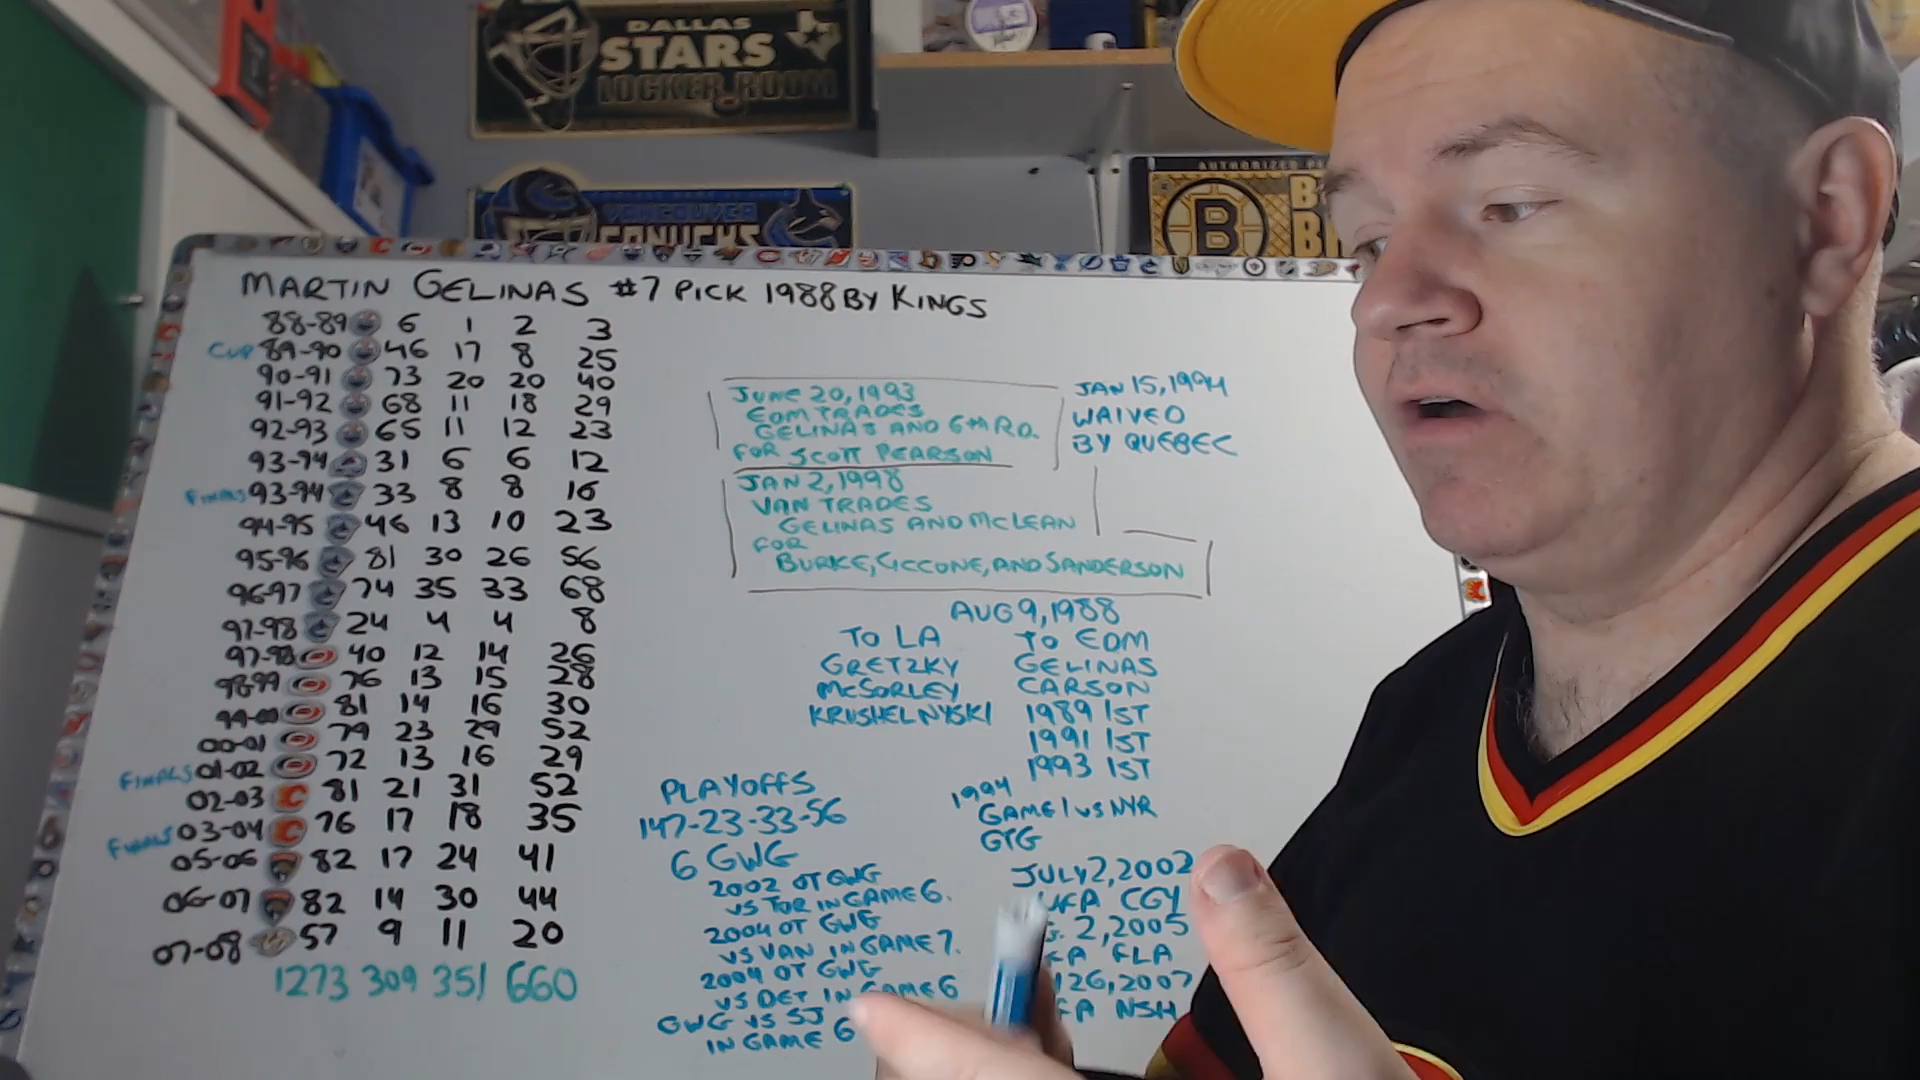 DALLAS
STARS
LOCKER ROOM
VANCOUVER
CANUCKS
AUTHORIZED
B
MARTIN GELINAS #7 PICK 1988 BY KINGS
88-89 6 1 2 3
CUP 89-90 46 17 8 25
90-91 73 20 20 40
91-92 68 11 18 29
92-93 65 11 12 23
93-94 31 6 6 12
FINALS 93-94 33 8 8 16
94-95 46 13 10 23
95-96 81 30 26 56
96-97 74 35 33 68
97-98 24 4 4 8
97-98 40 12 14 26
98-99 76 13 15 28
99-00 81 14 16 30
00-01 79 23 29 52
FINALS 01-02 72 13 16 29
02-03 81 21 31 52
FINALS 03-04 76 17 18 35
05-06 82 17 24 41
06-07 82 14 30 44
07-08 57 9 11 20
1273 309 351 660
JUNE 20, 1993
EDM TRADES
GELINAS AND 6TH RD.
FOR SCOTT PEARSON
JAN 15, 1994
WAIVED
BY QUEBEC
JAN 2, 1998
VAN TRADES
GELINAS AND MCLEAN
FOR
BURKE, CICCONE, AND SANDERSON
AUG 9, 1988
TO LA TO EDM
GRETZKY GELINAS
MCSORLEY CARSON
KRUSHELNYSKI 1989 1ST
1991 1ST
1993 1ST
PLAYOFFS
147-23-33-56
6 GWG
2002 OT GWG
VS TOR IN GAME 6.
2004 OT GWG
VS VAN IN GAME 7.
2004 OT GWG
VS DET IN GAME 6
GWG VS SJ
IN GAME 6
1994
GAME 1 VS NYR
GTG
JULY 2, 2002
UFA CGY
2, 2005
FA FLA
26, 2007
FA NSH